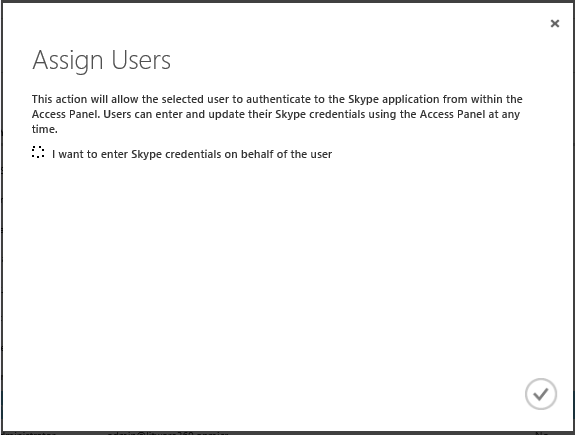 Assign Users
This action will allow the selected user to authenticate to the Skype application from within the
Access Panel. Users can enter and update their Skype credentials using the Access Panel at any
time.
I want to enter Skype credentials on behalf of the user